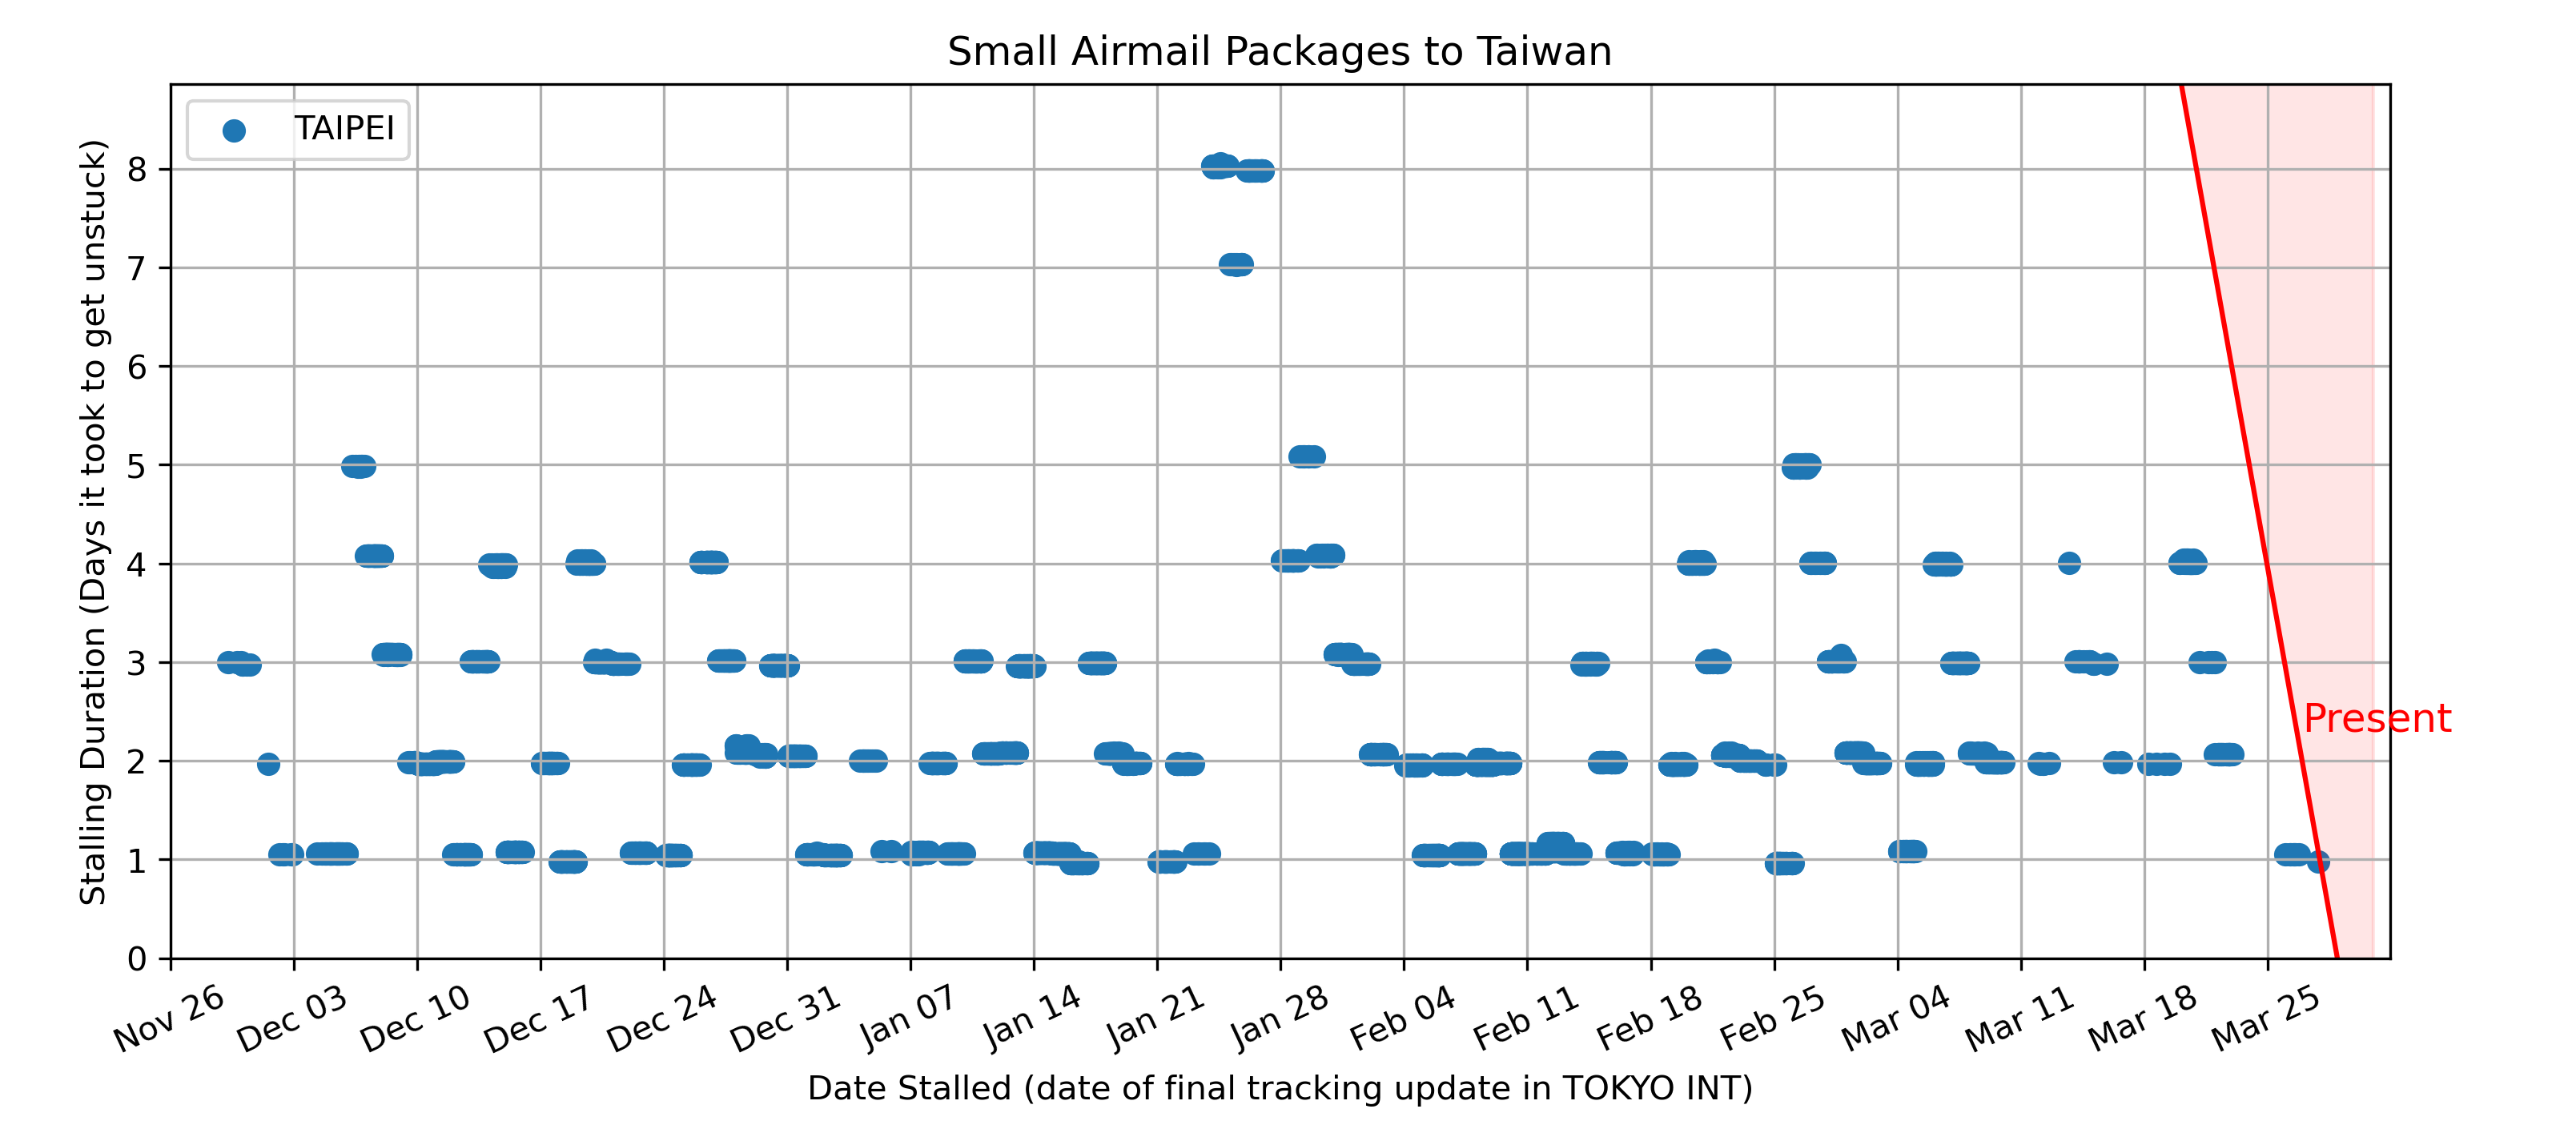 Small Airmail Packages to Taiwan
TAIPEI
Stalling Duration (Days it took to get unstuck)
8
7
6
5
4
3
2
1
0
Present
Nov 26
Dec 03
Dec 10
Dec 17
Dec 24
Dec 31
Jan 07
Jan 14
Jan 21
Jan 28
Feb 04
Feb 11
Feb 18
Feb 25
Mar 04
Mar 11
Mar 18
Mar 25
Date Stalled (date of final tracking update in TOKYO INT)